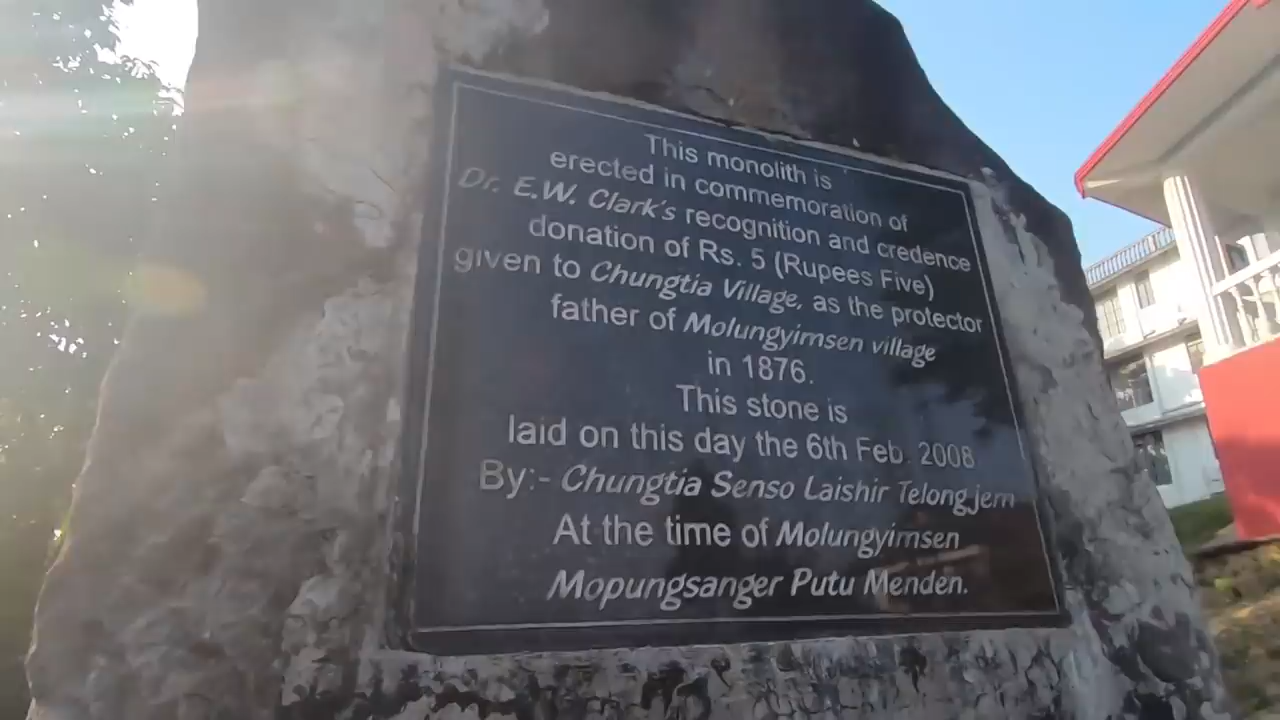 This monolith is
erected in commemoration of
Dr. E.W. Clark's recognition and credence
donation of Rs. 5 (Rupees Five)
given to Chungtia Village, as the protector
father of Molungyimsen village
in 1876.
This stone is
laid on this day the 6th Feb. 2008
By:- Chungtia Senso Laishir Telongjem
At the time of Molungyimsen
Mopungsanger Putu Menden.